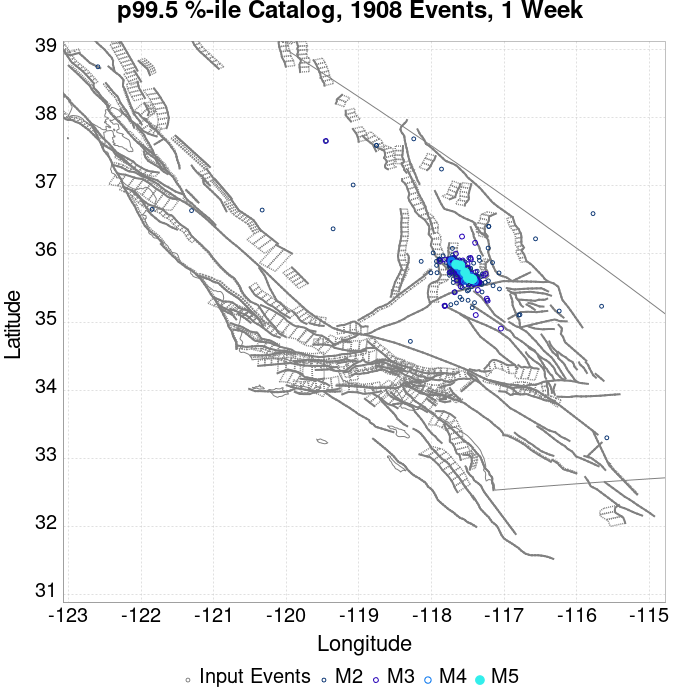 p99.5 %-ile Catalog, 1908 Events, 1 Week
39
38
37
36
35
34
33
32
31
Latitude
-123 -122 -121 -120 -119 -118 -117 -116 -115
Longitude
Input Events M2 M3 M4 M5